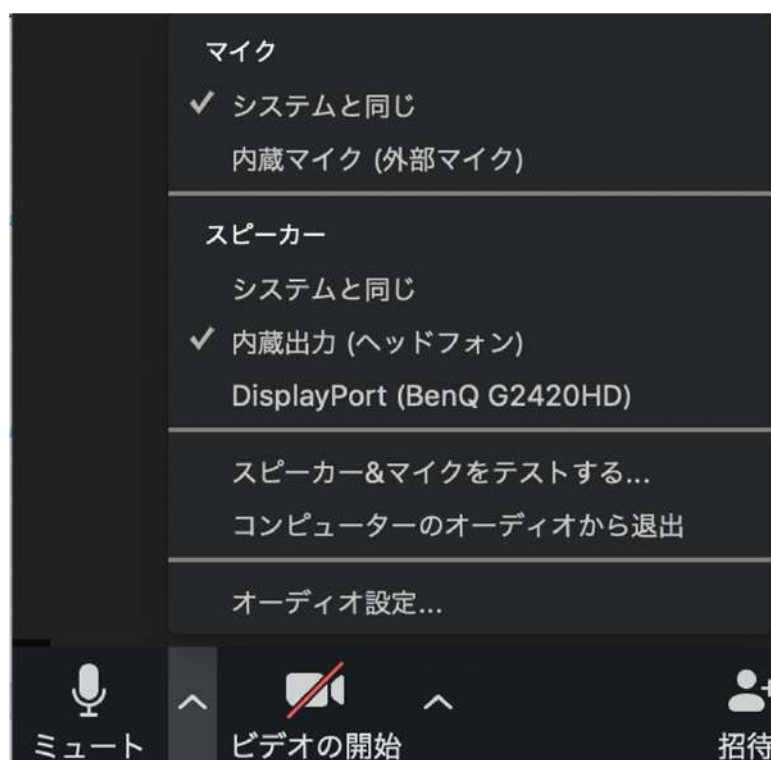 マイク
システムと同じ
内蔵マイク (外部マイク)
スピーカー
システムと同じ
内蔵出力 (ヘッドフォン)
DisplayPort (BenQ G2420HD)
スピーカー&マイクをテストする...
コンピューターのオーディオから退出
オーディオ設定...
ミュート
ビデオの開始
招待